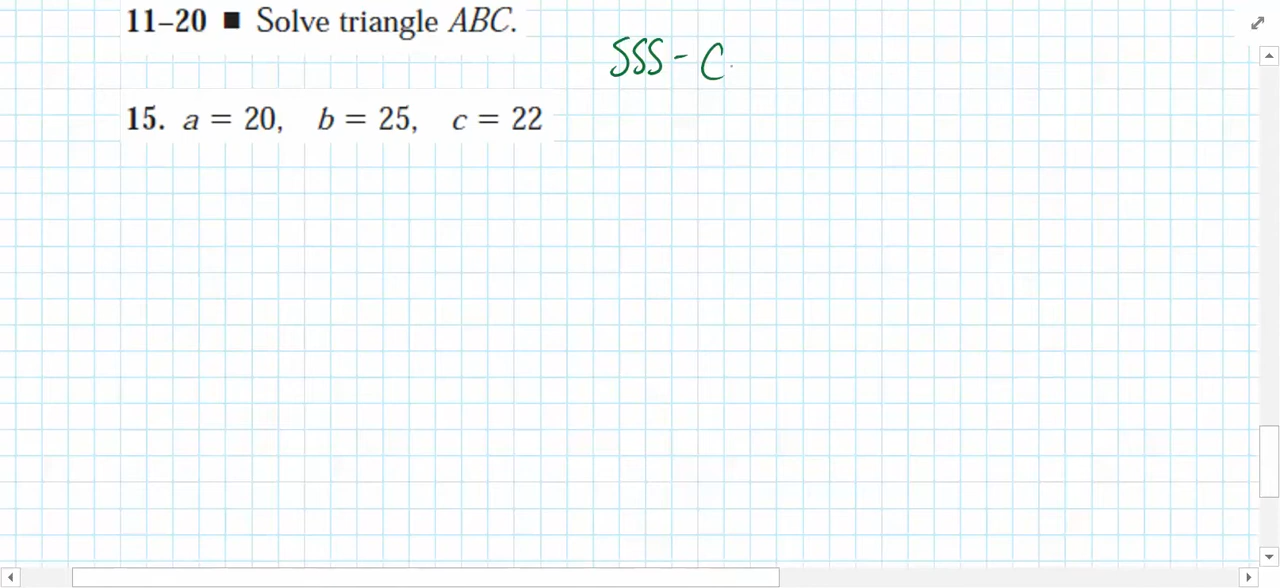 11–20 ■ Solve triangle ABC.
SSS - C
15. a = 20, b = 25, c = 22